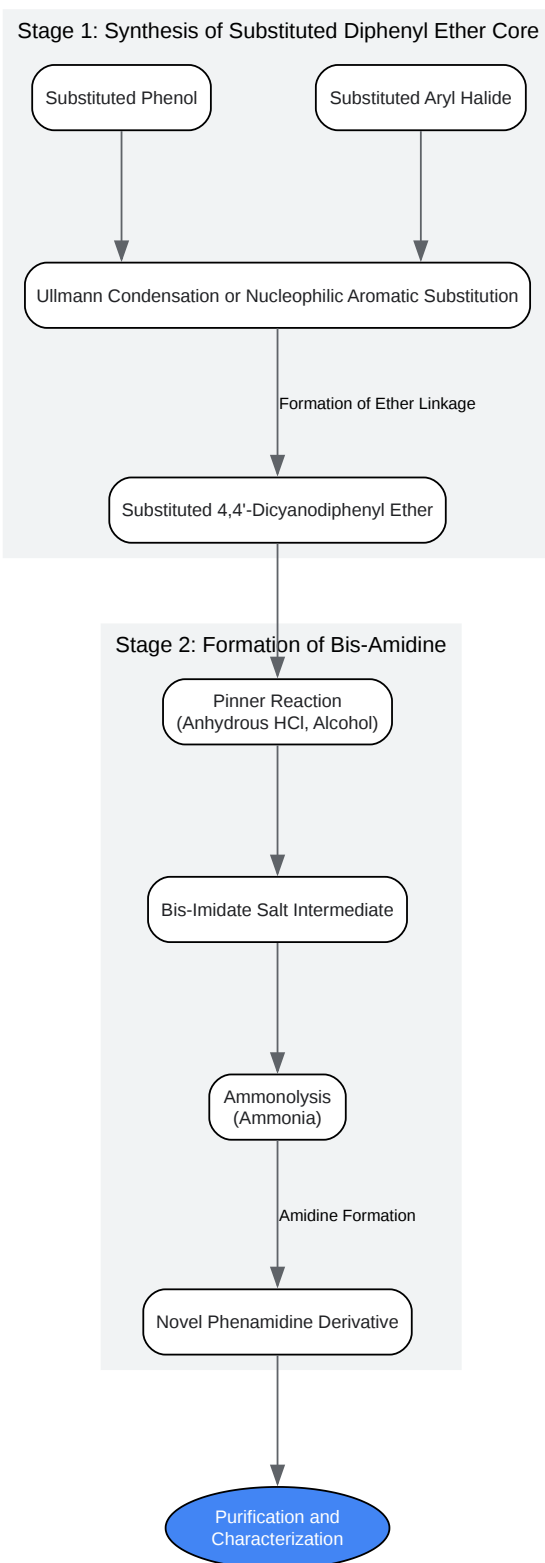 Stage 1: Synthesis of Substituted Diphenyl Ether Core
Substituted Phenol
Substituted Aryl Halide
Ullmann Condensation or Nucleophilic Aromatic Substitution
Formation of Ether Linkage
Substituted 4,4'-Dicyanodiphenyl Ether
Stage 2: Formation of Bis-Amidine
Pinner Reaction
(Anhydrous HCl, Alcohol)
Bis-Imidate Salt Intermediate
Ammonolysis
(Ammonia)
Amidine Formation
Novel Phenamidine Derivative
Purification and
Characterization